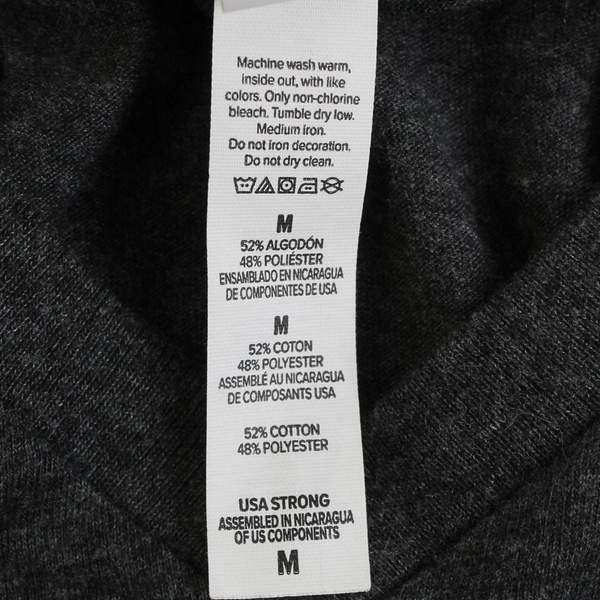 Machine wash warm,
inside out, with like
colors. Only non-chlorine
bleach. Tumble dry low.
Medium iron.
Do not iron decoration.
Do not dry clean.
M
52% ALGODÓN
48% POLIÉSTER
ENSAMBLADO EN NICARAGUA
DE COMPONENTES DE USA
M
52% COTON
48% POLYESTER
ASSEMBLÉ AU NICARAGUA
DE COMPOSANTS USA
52% COTTON
48% POLYESTER
USA STRONG
ASSEMBLED IN NICARAGUA
OF US COMPONENTS
M